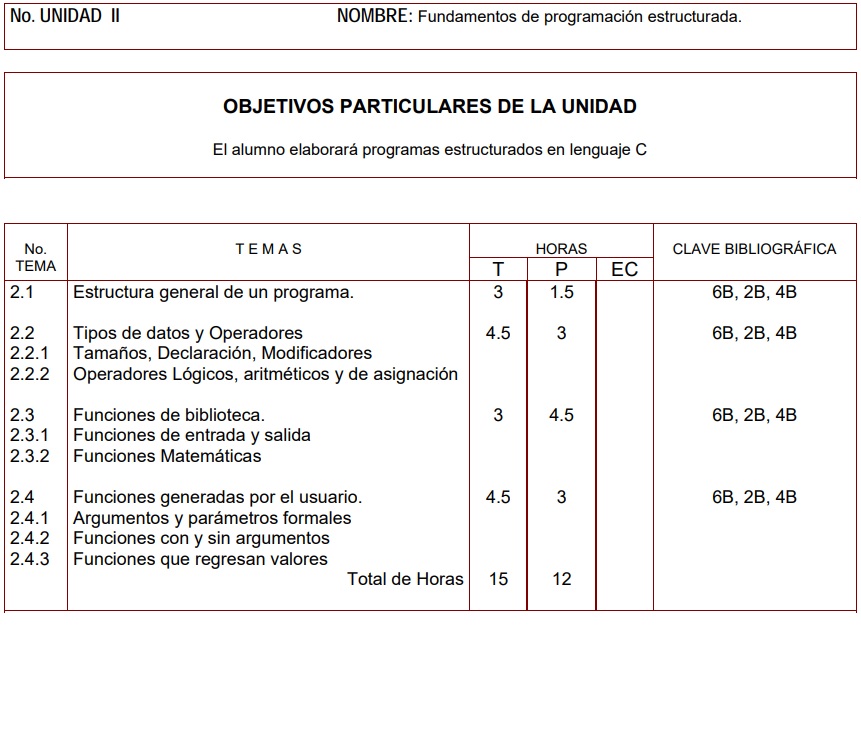 No. UNIDAD II NOMBRE: Fundamentos de programación estructurada.
OBJETIVOS PARTICULARES DE LA UNIDAD
El alumno elaborará programas estructurados en lenguaje C
No. TEMA T E M A S HORAS CLAVE BIBLIOGRÁFICA
T P EC
2.1 Estructura general de un programa. 3 1.5 6B, 2B, 4B
2.2 Tipos de datos y Operadores 4.5 3 6B, 2B, 4B
2.2.1 Tamaños, Declaración, Modificadores
2.2.2 Operadores Lógicos, aritméticos y de asignación
2.3 Funciones de biblioteca. 3 4.5 6B, 2B, 4B
2.3.1 Funciones de entrada y salida
2.3.2 Funciones Matemáticas
2.4 Funciones generadas por el usuario. 4.5 3 6B, 2B, 4B
2.4.1 Argumentos y parámetros formales
2.4.2 Funciones con y sin argumentos
2.4.3 Funciones que regresan valores
Total de Horas 15 12